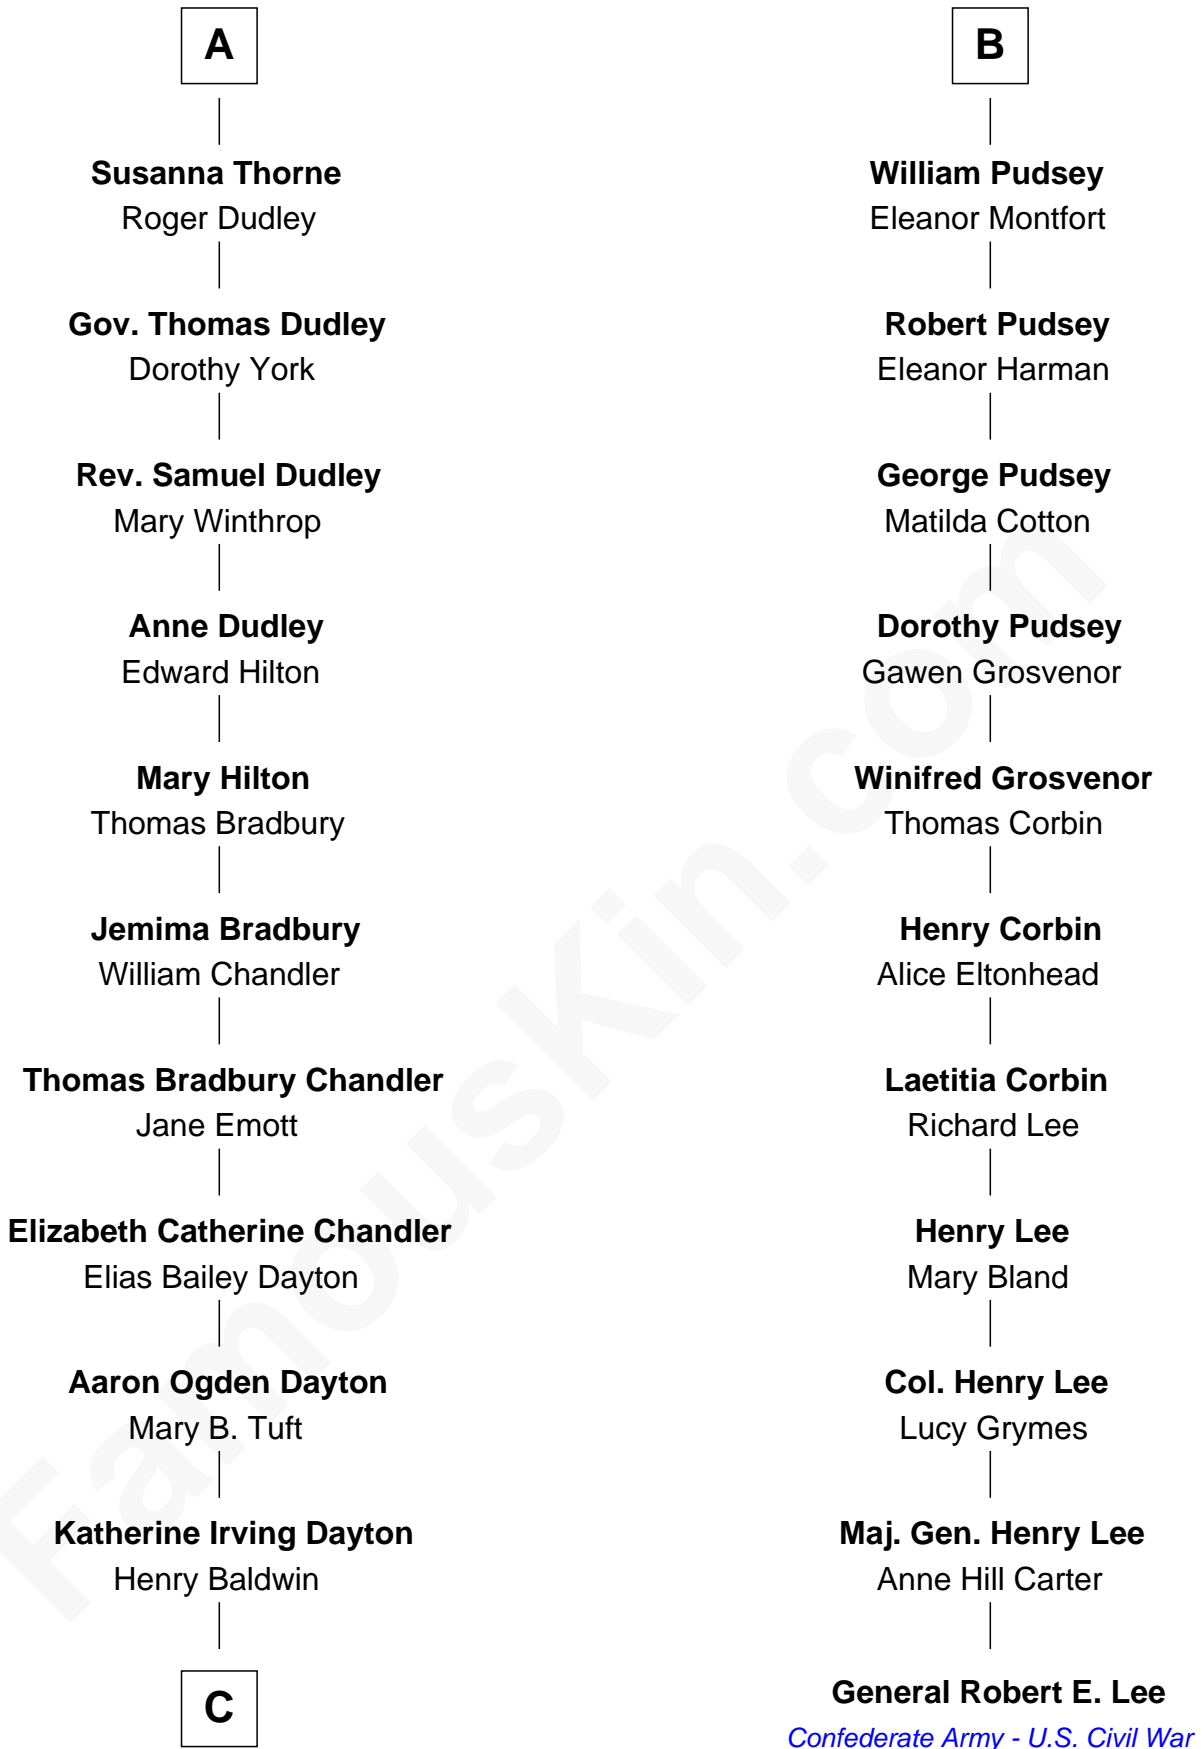 A
Susanna Thorne
Roger Dudley
Gov. Thomas Dudley
Dorothy York
Rev. Samuel Dudley
Mary Winthrop
Anne Dudley
Edward Hilton
Mary Hilton
Thomas Bradbury
Jemima Bradbury
William Chandler
Thomas Bradbury Chandler
Jane Emott
Elizabeth Catherine Chandler
Elias Bailey Dayton
Aaron Ogden Dayton
Mary B. Tuft
Katherine Irving Dayton
Henry Baldwin
C
B
William Pudsey
Eleanor Montfort
Robert Pudsey
Eleanor Harman
George Pudsey
Matilda Cotton
Dorothy Pudsey
Gawen Grosvenor
Winifred Grosvenor
Thomas Corbin
Henry Corbin
Alice Eltonhead
Laetitia Corbin
Richard Lee
Henry Lee
Mary Bland
Col. Henry Lee
Lucy Grymes
Maj. Gen. Henry Lee
Anne Hill Carter
General Robert E. Lee
Confederate Army - U.S. Civil War
FamousKin.com